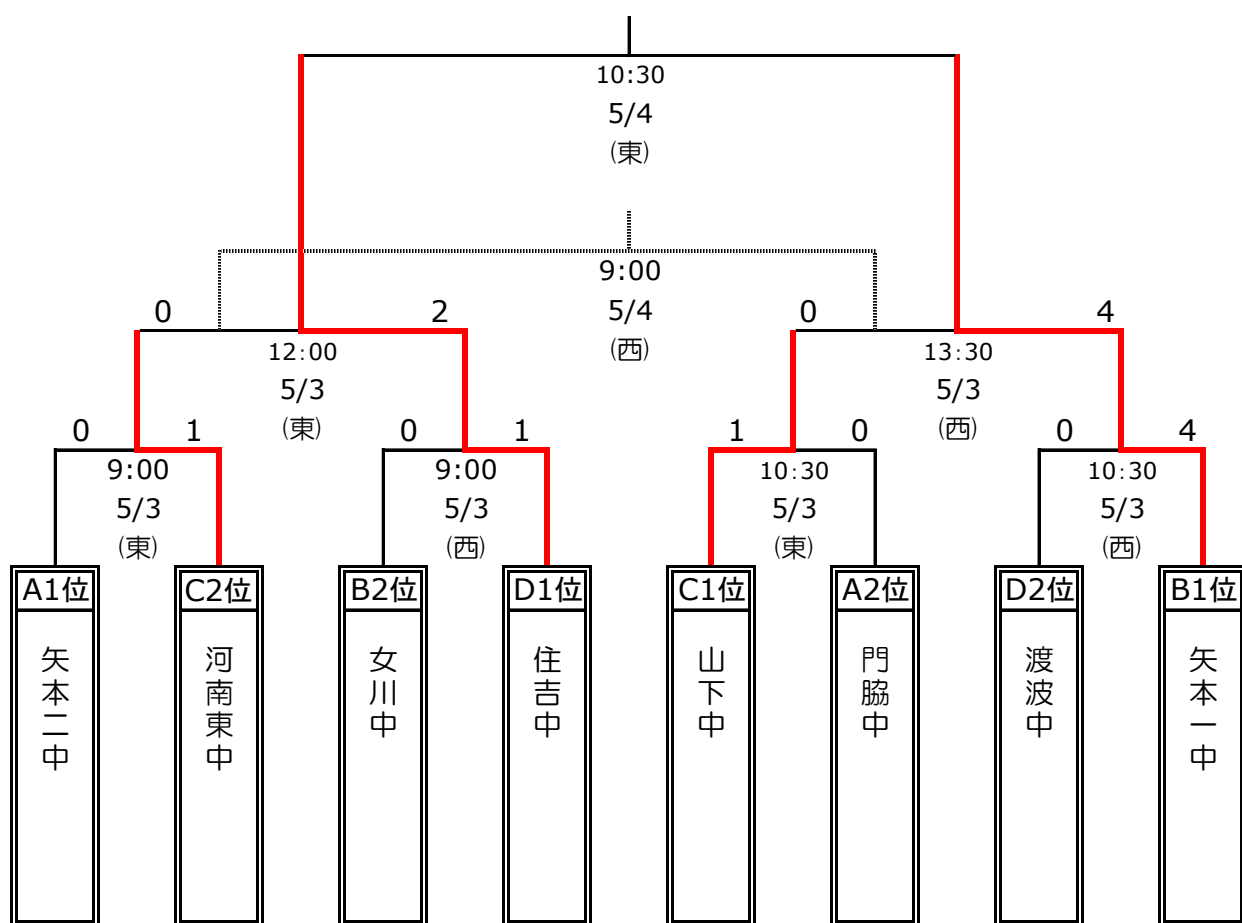 10:30
5/4
(東)
9:00
5/4
(西)
0
2
0
4
12:00
5/3
(東)
13:30
5/3
(西)
0
1
0
1
1
0
0
4
9:00
5/3
(東)
9:00
5/3
(西)
10:30
5/3
(東)
10:30
5/3
(西)
A1位
C2位
B2位
D1位
C1位
A2位
D2位
B1位
矢本二中
河南東中
女川中
住吉中
山下中
門脇中
渡波中
矢本一中